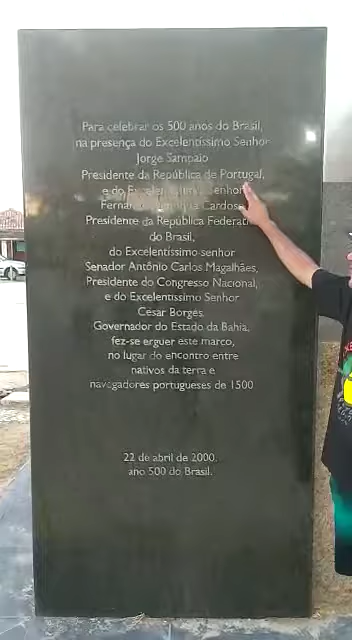 Para celebrar os 500 anos do Brasil,
na presença do Excelentíssimo Senhor
Jorge Sampaio
Presidente da República de Portugal,
e do Senhor
Cardoso
Presidente da República
do Brasil,
do Excelentíssimo senhor
Senador Antônio Carlos Magalhães,
Presidente do Congresso Nacional,
e do Excelentíssimo Senhor
César Borges,
Governador do Estado da Bahia,
fez-se erguer este marco,
no lugar do encontro entre
nativos da terra e
navegadores portugueses de 1500
22 de abril de 2000.
ano 500 do Brasil.